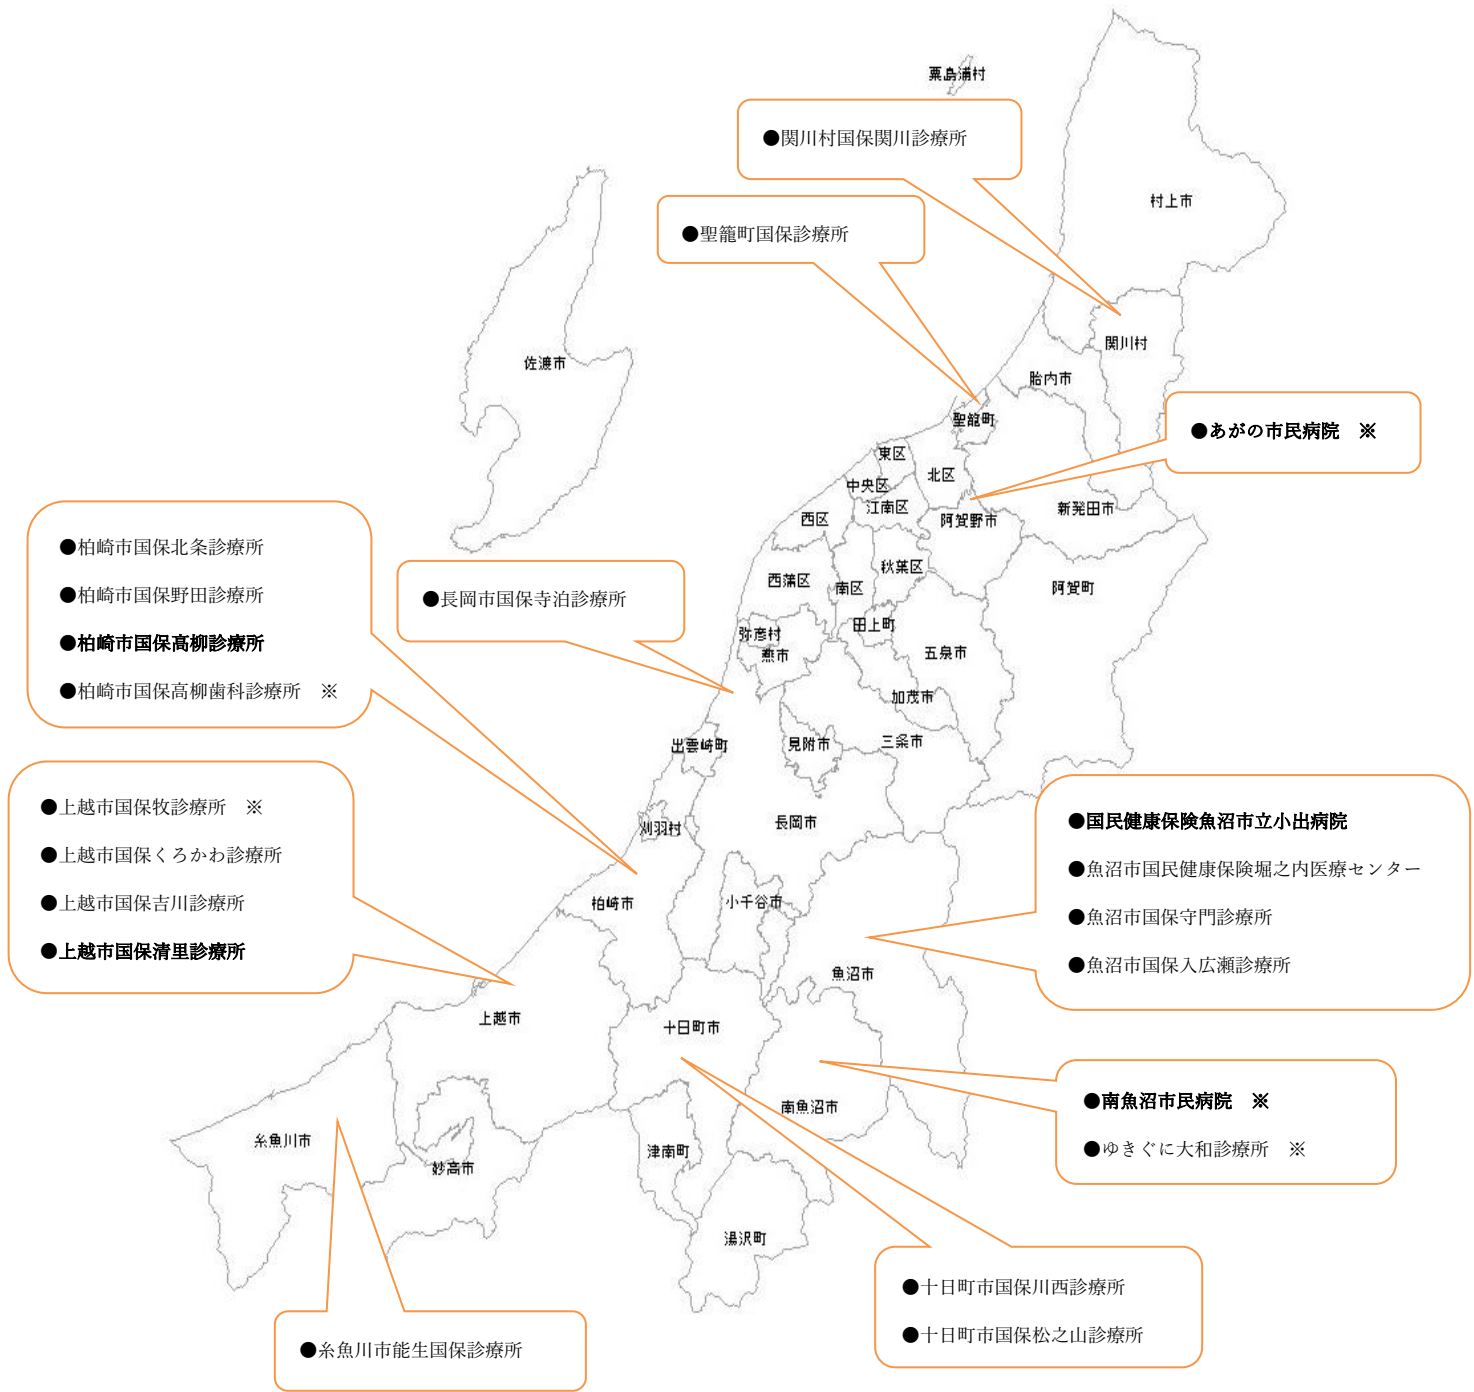 粟島浦村
●関川村国保関川診療所
村上市
●聖籠町国保診療所
関川村
佐渡市
胎内市
聖籠町
●あがの市民病院　※
東区
北区
中央区
江南区
新発田市
西区
阿賀野市
●柏崎市国保北条診療所
●柏崎市国保野田診療所
●柏崎市国保高柳診療所
●柏崎市国保高柳歯科診療所　※
秋葉区
西蒲区
南区
阿賀町
●長岡市国保寺泊診療所
田上町
弥彦村
燕市
五泉市
加茂市
出雲崎町
見附市
三条市
●上越市国保牧診療所　※
●上越市国保くろかわ診療所
●上越市国保吉川診療所
●上越市国保清里診療所
刈羽村
長岡市
●国民健康保険魚沼市立小出病院
●魚沼市国民健康保険堀之内医療センター
●魚沼市国保守門診療所
●魚沼市国保入広瀬診療所
柏崎市
小千谷市
魚沼市
上越市
十日町市
南魚沼市
●南魚沼市民病院　※
●ゆきぐに大和診療所　※
糸魚川市
妙高市
津南町
湯沢町
●十日町市国保川西診療所
●十日町市国保松之山診療所
●糸魚川市能生国保診療所